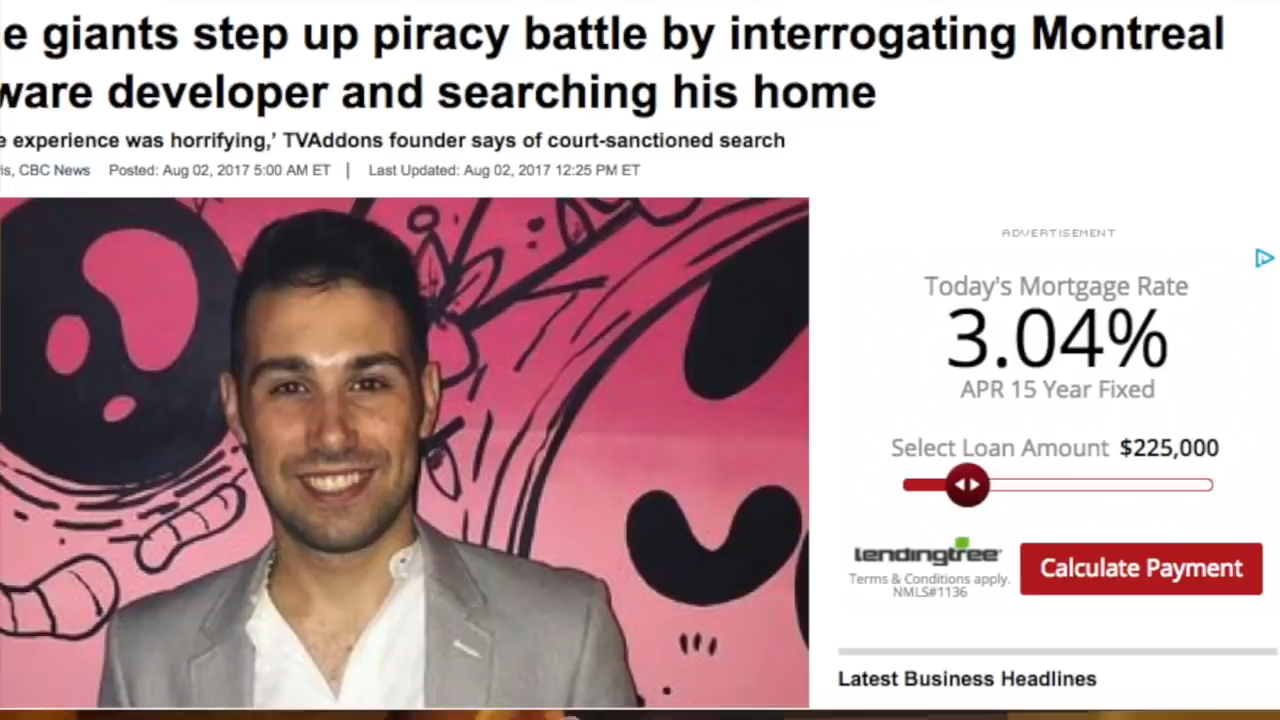 e giants step up piracy battle by interrogating Montreal
ware developer and searching his home
e experience was horrifying,’ TVAddons founder says of court-sanctioned search
is, CBC News Posted: Aug 02, 2017 5:00 AM ET | Last Updated: Aug 02, 2017 12:25 PM ET
ADVERTISEMENT
Today's Mortgage Rate
3.04%
APR 15 Year Fixed
Select Loan Amount $225,000
lendingtree
Terms & Conditions apply.
NMLS#1136
Calculate Payment
Latest Business Headlines